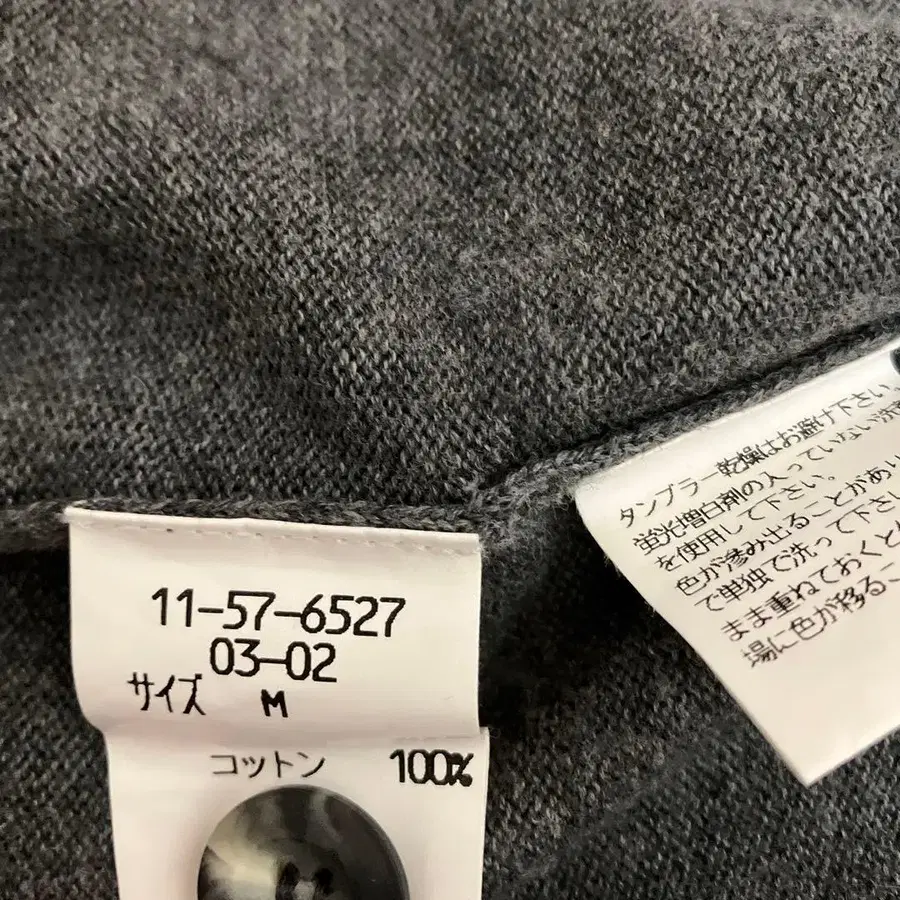 11-57-6527
03-02
サイズ M
コットン 100%
タンブラー乾燥はお避け下さい。
蛍光増白剤の入っていない洗
を使用して下さい。
色が滲み出ることがあい
で単独で洗って下さい
まま重ねておくと
場に色が移るこ